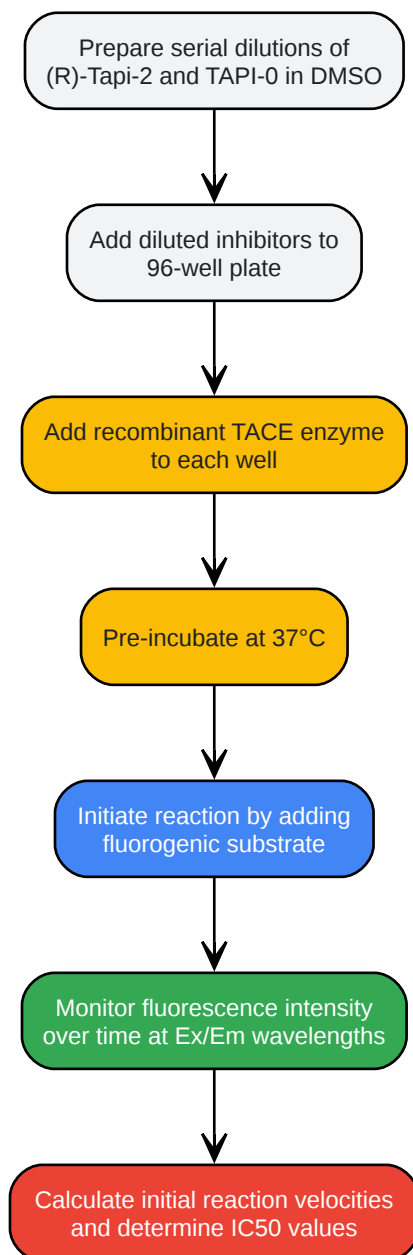 Prepare serial dilutions of
(R)-Tapi-2 and TAPI-0 in DMSO
Add diluted inhibitors to
96-well plate
Add recombinant TACE enzyme
to each well
Pre-incubate at 37°C
Initiate reaction by adding
fluorogenic substrate
Monitor fluorescence intensity
over time at Ex/Em wavelengths
Calculate initial reaction velocities
and determine IC50 values